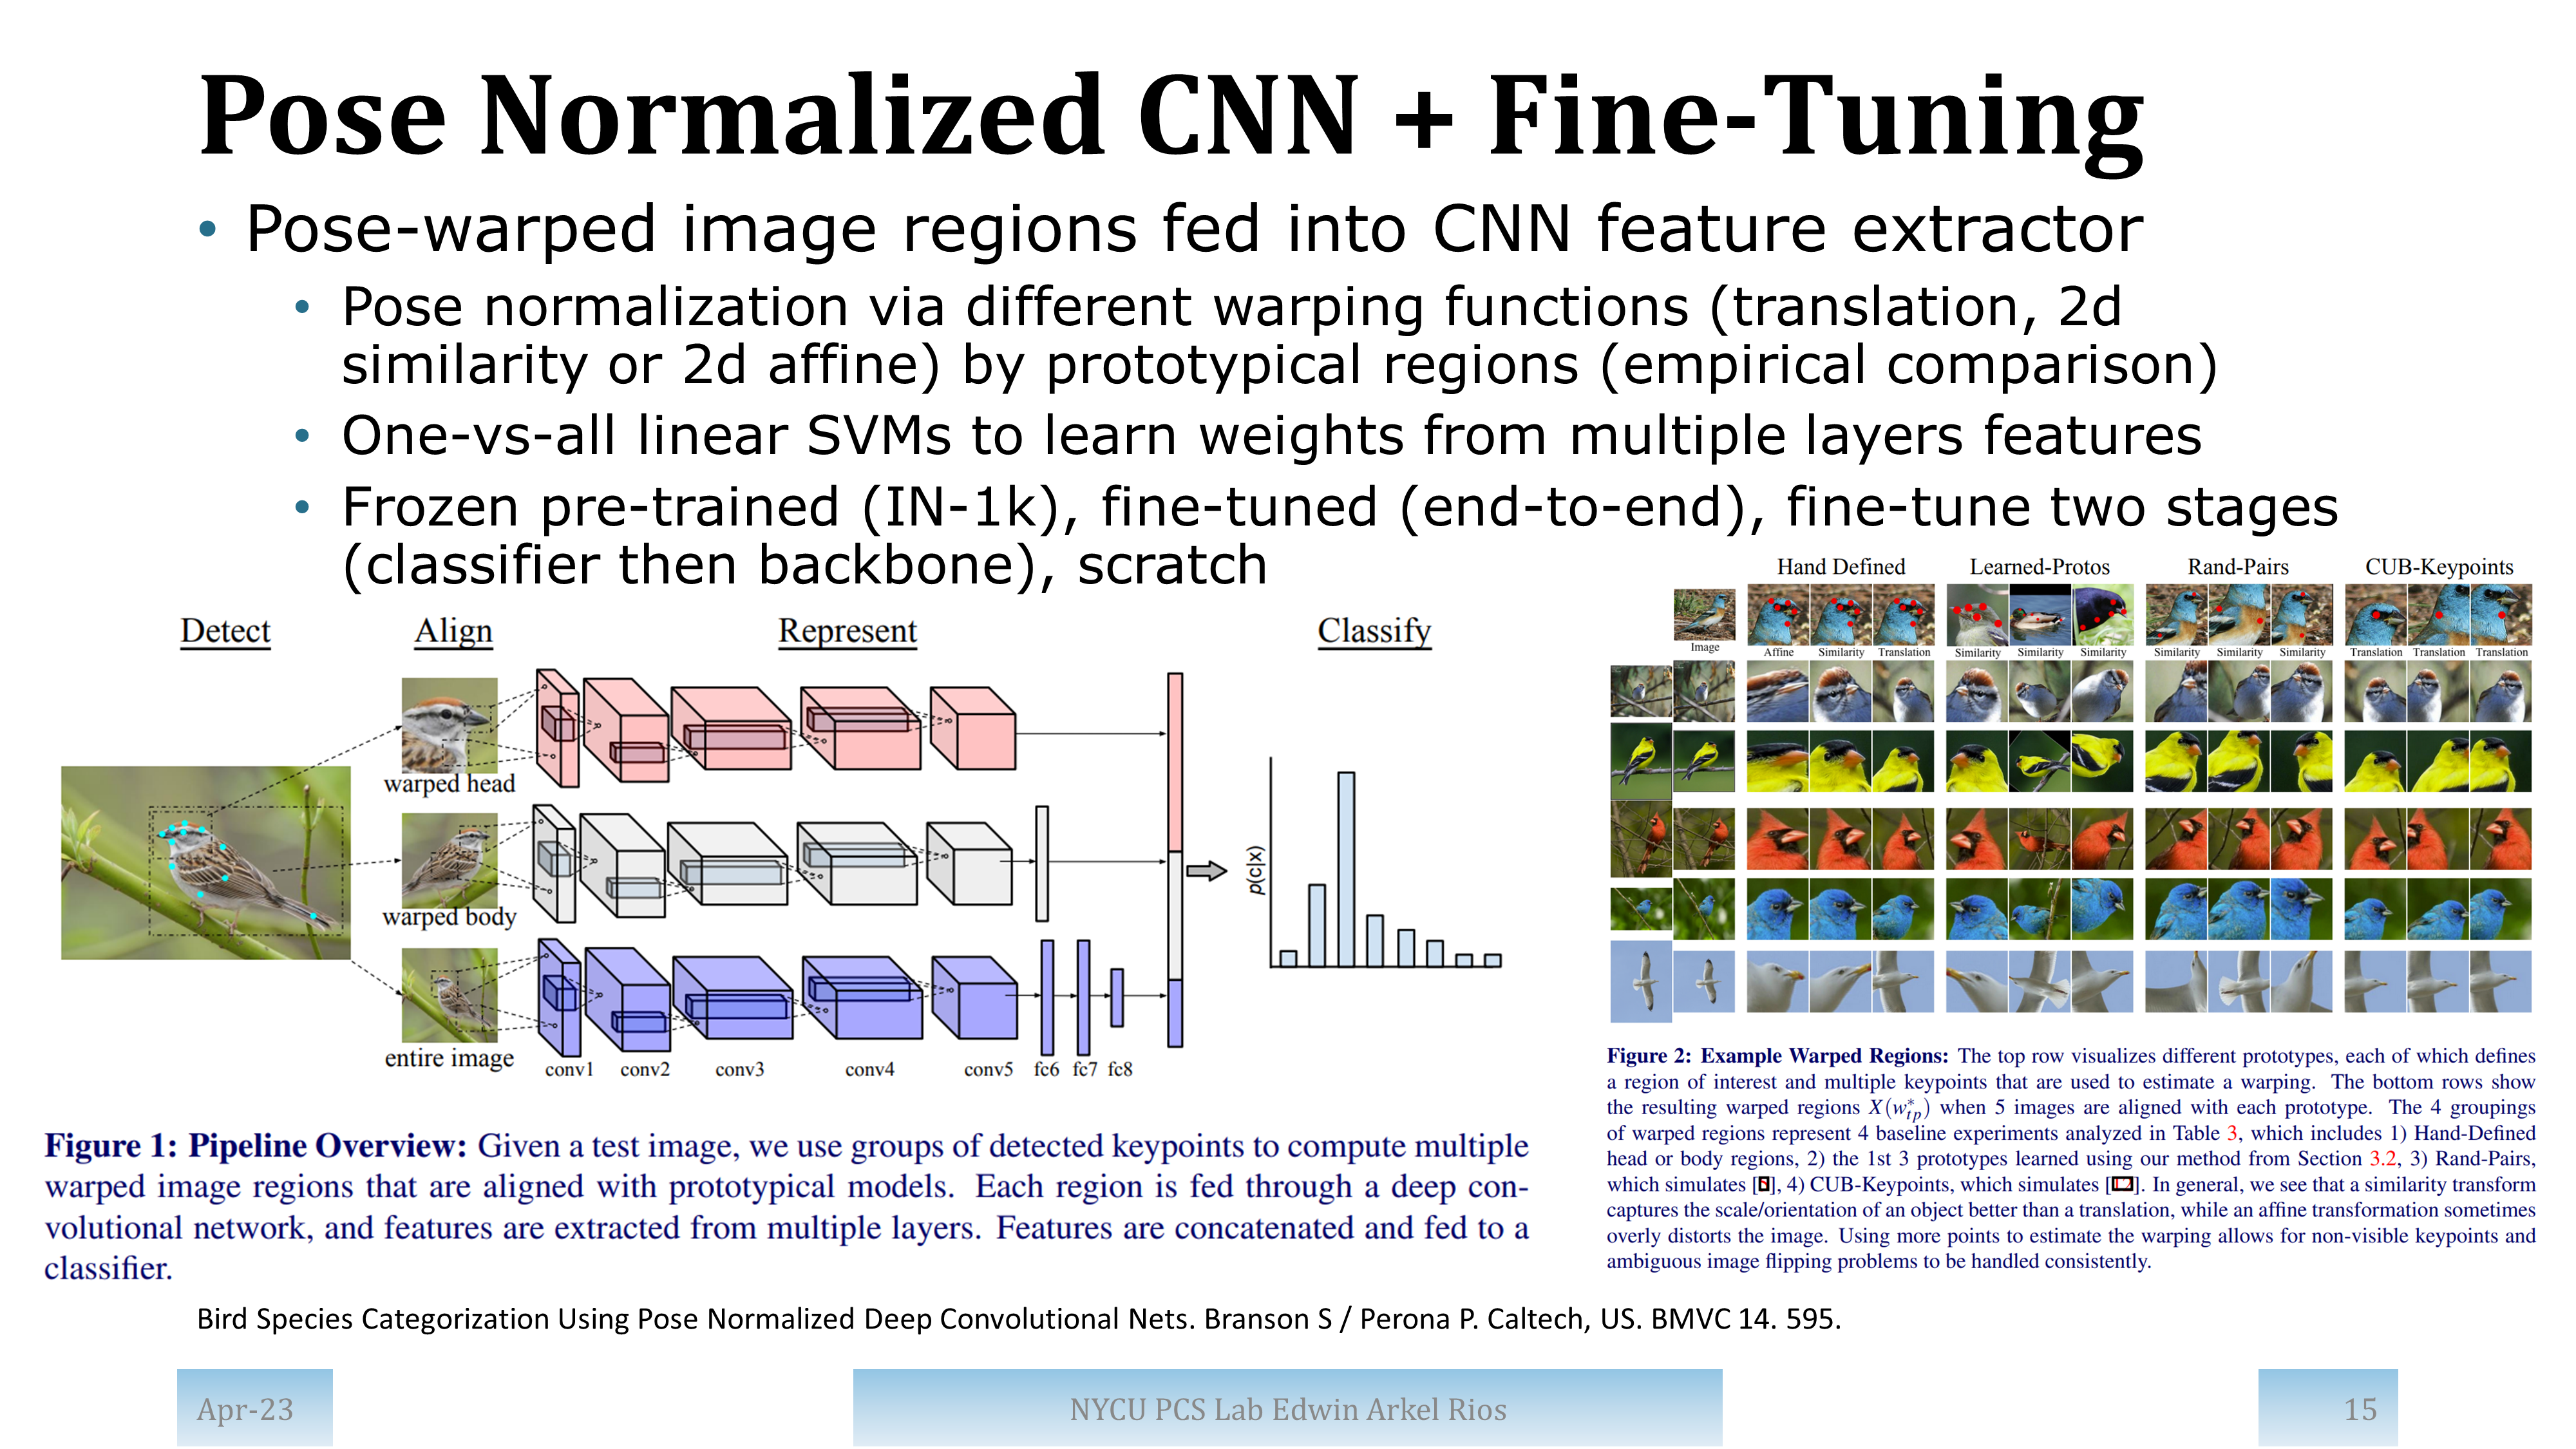 Pose Normalized CNN + Fine-Tuning
• Pose-warped image regions fed into CNN feature extractor
• Pose normalization via different warping functions (translation, 2d
similarity or 2d affine) by prototypical regions (empirical comparison)
• One-vs-all linear SVMs to learn weights from multiple layers features
• Frozen pre-trained (IN-1k), fine-tuned (end-to-end), fine-tune two stages
(classifier then backbone), scratch
Detect Align Represent Classify
warped head
warped body
entire image
conv1 conv2 conv3 conv4 conv5 fc6 fc7 fc8
p(c|x)
Figure 1: Pipeline Overview: Given a test image, we use groups of detected keypoints to compute multiple
warped image regions that are aligned with prototypical models. Each region is fed through a deep con-
volutional network, and features are extracted from multiple layers. Features are concatenated and fed to a
classifier.
Hand Defined Learned-Protos Rand-Pairs CUB-Keypoints
Image Affine Similarity Translation Similarity Similarity Similarity Similarity Similarity Similarity Translation Translation Translation
Figure 2: Example Warped Regions: The top row visualizes different prototypes, each of which defines
a region of interest and multiple keypoints that are used to estimate a warping. The bottom rows show
the resulting warped regions X(w*tp) when 5 images are aligned with each prototype. The 4 groupings
of warped regions represent 4 baseline experiments analyzed in Table 3, which includes 1) Hand-Defined
head or body regions, 2) the 1st 3 prototypes learned using our method from Section 3.2, 3) Rand-Pairs,
which simulates [], 4) CUB-Keypoints, which simulates []. In general, we see that a similarity transform
captures the scale/orientation of an object better than a translation, while an affine transformation sometimes
overly distorts the image. Using more points to estimate the warping allows for non-visible keypoints and
ambiguous image flipping problems to be handled consistently.
Bird Species Categorization Using Pose Normalized Deep Convolutional Nets. Branson S / Perona P. Caltech, US. BMVC 14. 595.
Apr-23
NYCU PCS Lab Edwin Arkel Rios
15